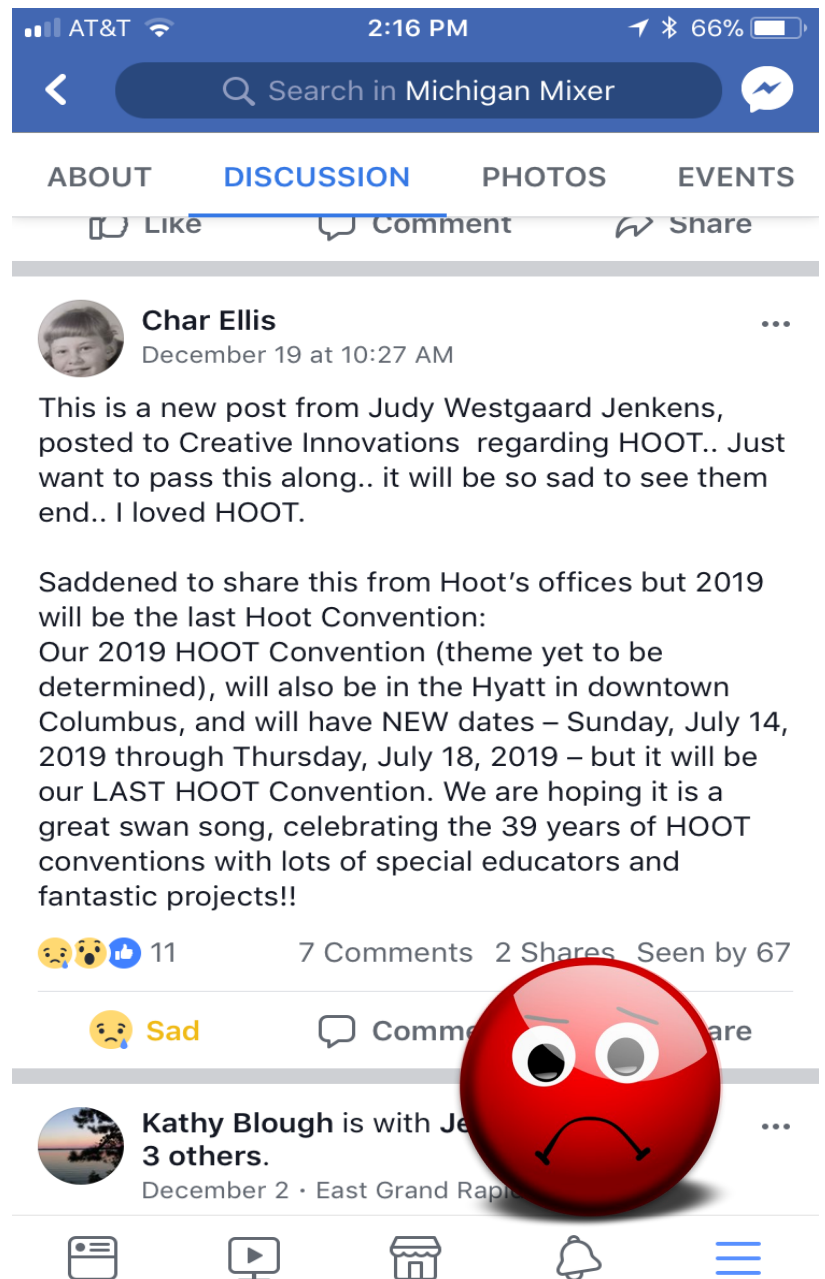 AT&T 2:16 PM 66%
Search in Michigan Mixer
ABOUT DISCUSSION PHOTOS EVENTS
Like Comment Share
Char Ellis
December 19 at 10:27 AM
This is a new post from Judy Westgaard Jenkens,
posted to Creative Innovations  regarding HOOT.. Just
want to pass this along.. it will be so sad to see them
end.. I loved HOOT.
Saddened to share this from Hoot's offices but 2019
will be the last Hoot Convention:
Our 2019 HOOT Convention (theme yet to be
determined), will also be in the Hyatt in downtown
Columbus, and will have NEW dates – Sunday, July 14,
2019 through Thursday, July 18, 2019 – but it will be
our LAST HOOT Convention. We are hoping it is a
great swan song, celebrating the 39 years of HOOT
conventions with lots of special educators and
fantastic projects!!
11 7 Comments 2 Shares Seen by 67
Sad
Kathy Blough is with
3 others.
December 2 · East Grand